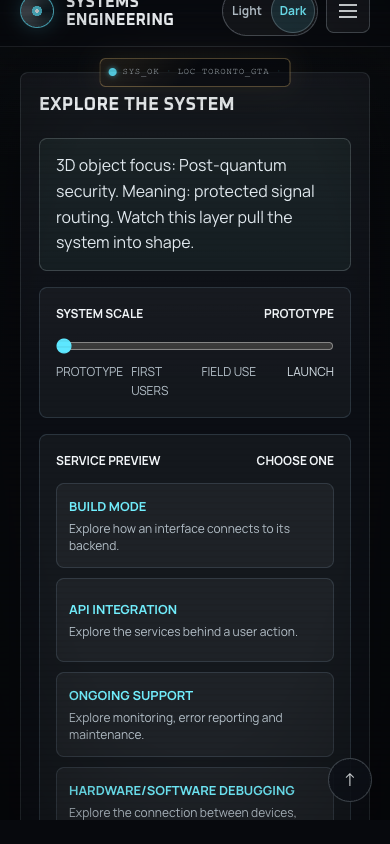 SYSTEMS
ENGINEERING
Light
Dark
SYS_OK · LOC TORONTO_GTA
EXPLORE THE SYSTEM
3D object focus: Post-quantum
security. Meaning: protected signal
routing. Watch this layer pull the
system into shape.
SYSTEM SCALE
PROTOTYPE
PROTOTYPE
FIRST
USERS
FIELD USE
LAUNCH
SERVICE PREVIEW
CHOOSE ONE
BUILD MODE
Explore how an interface connects to its
backend.
API INTEGRATION
Explore the services behind a user action.
ONGOING SUPPORT
Explore monitoring, error reporting and
maintenance.
HARDWARE/SOFTWARE DEBUGGING
Explore the connection between devices,